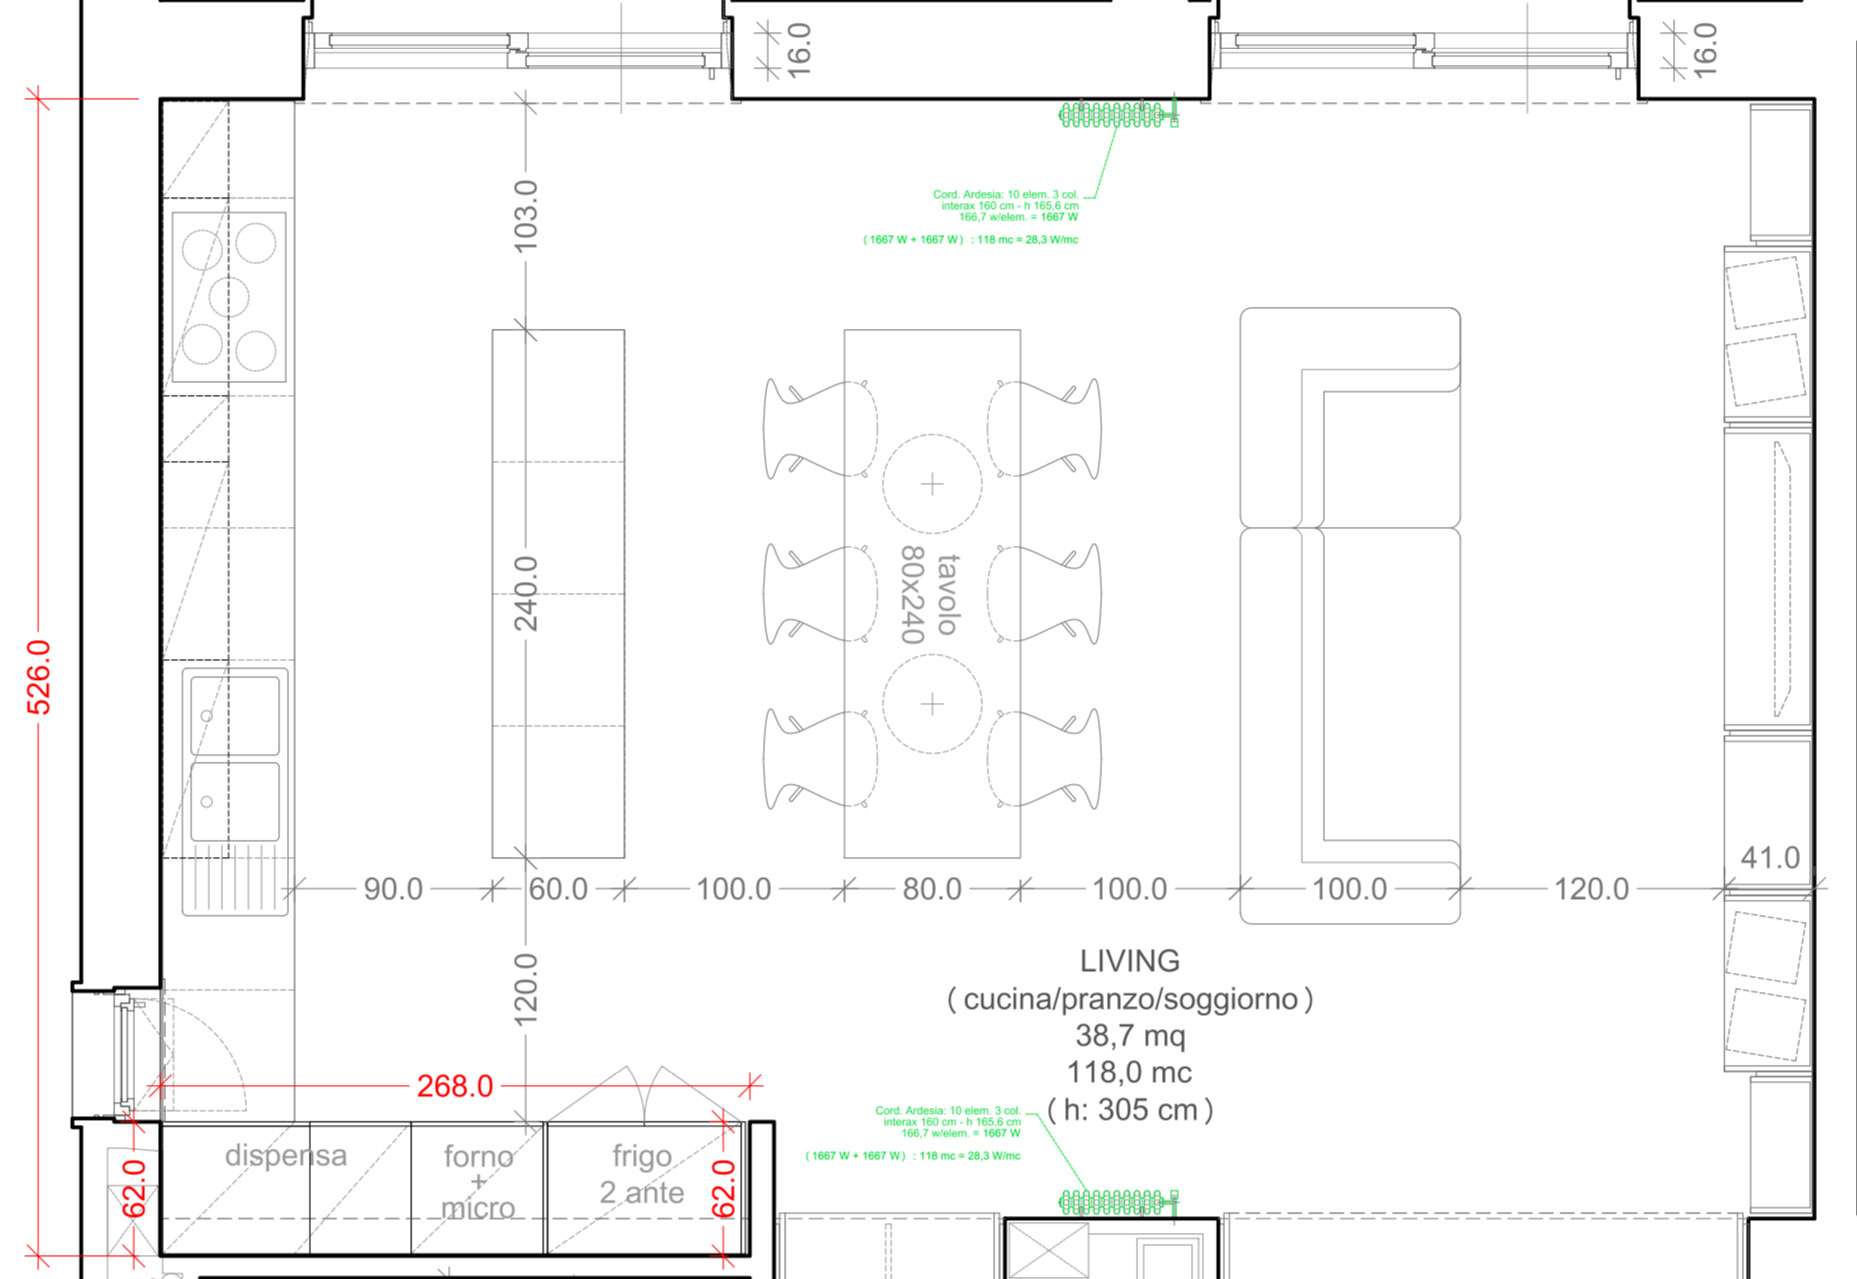 16.0
16.0
103.0
Cord. Ardesia: 10 elem. 3 col.
interax 160 cm - h 165,6 cm
166,7 w/elem. = 1667 W
( 1667 W + 1667 W ) : 118 mc = 28,3 W/mc
526.0
240.0
tavolo
80x240
41.0
90.0
60.0
100.0
80.0
100.0
100.0
120.0
120.0
LIVING
( cucina/pranzo/soggiorno )
38,7 mq
118,0 mc
( h: 305 cm )
268.0
Cord. Ardesia: 10 elem. 3 col.
interax 160 cm - h 165,6 cm
166,7 w/elem. = 1667 W
( 1667 W + 1667 W ) : 118 mc = 28,3 W/mc
62.0
dispensa
forno
+
micro
frigo
2 ante
62.0